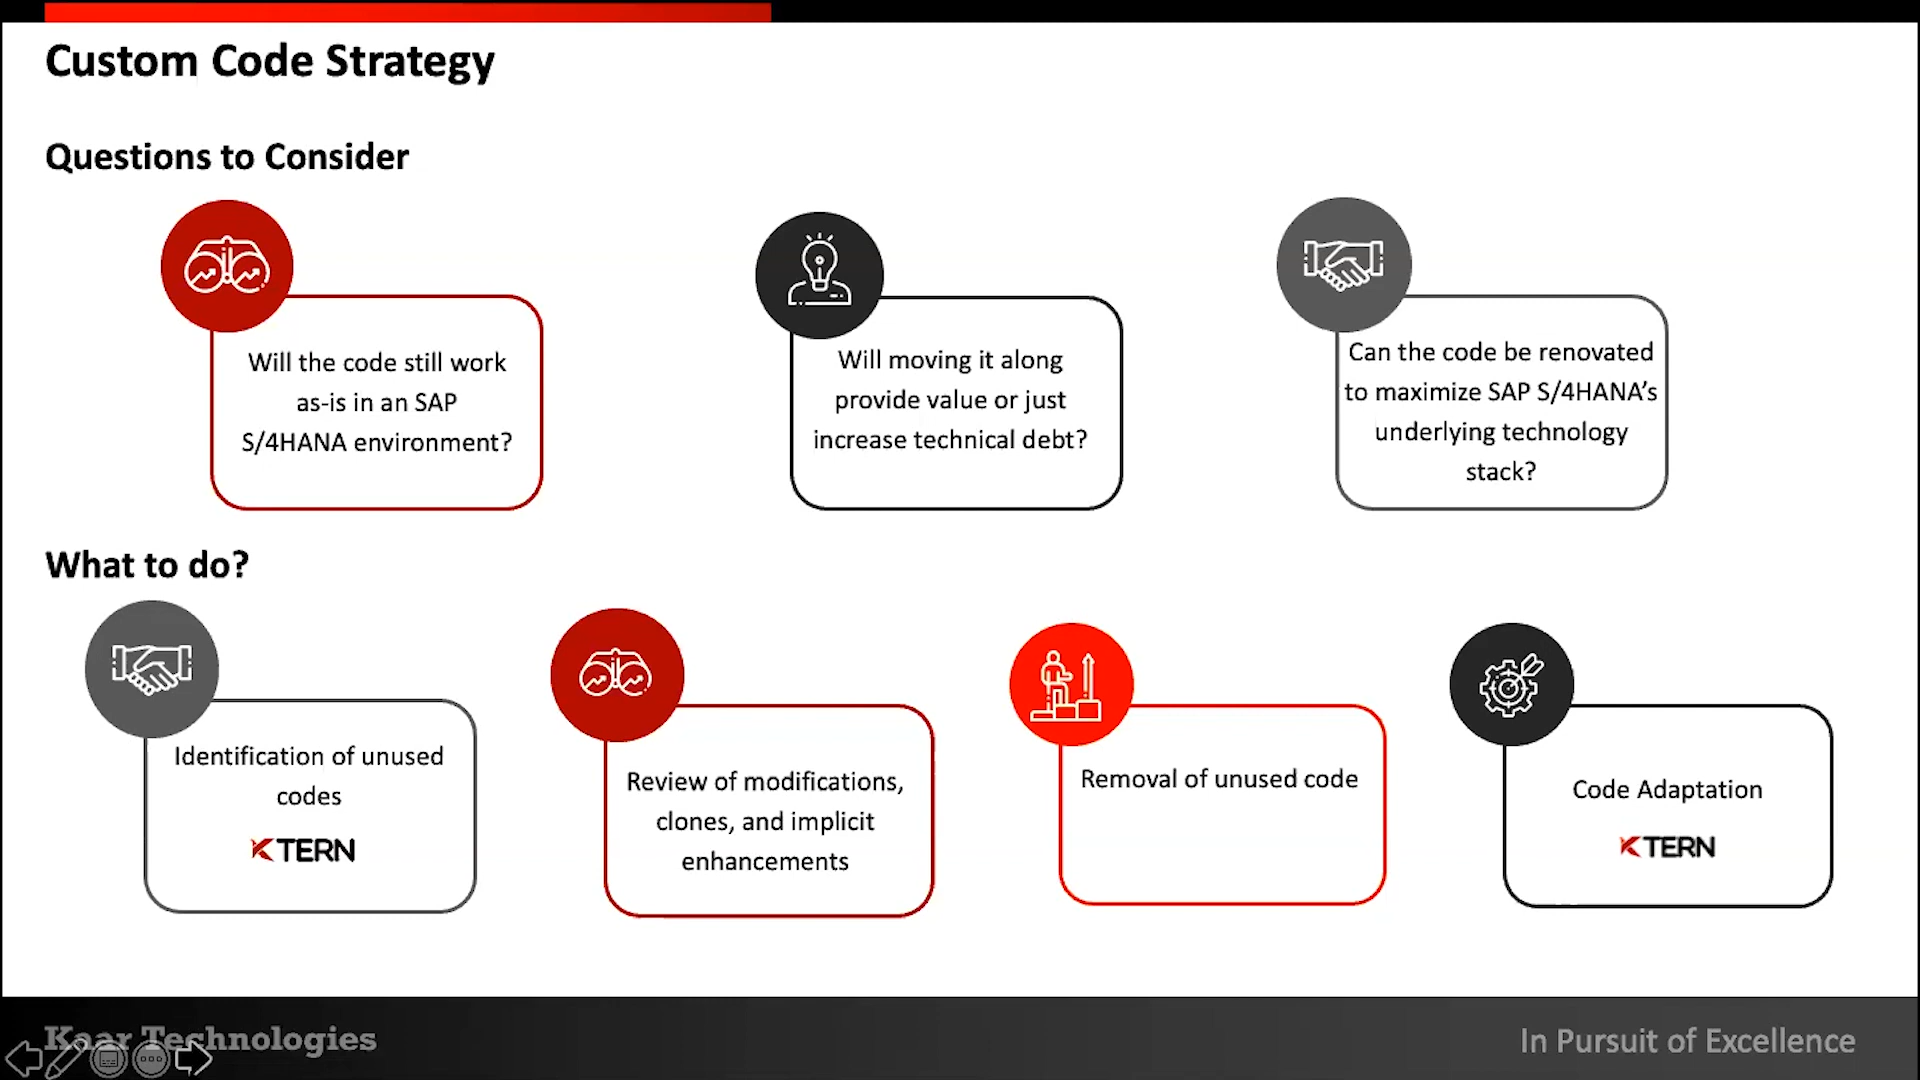 Custom Code Strategy
Questions to Consider
Will the code still work
as-is in an SAP
S/4HANA environment?
Will moving it along
provide value or just
increase technical debt?
Can the code be renovated
to maximize SAP S/4HANA’s
underlying technology
stack?
What to do?
Identification of unused
codes
KTERN
Review of modifications,
clones, and implicit
enhancements
Removal of unused code
Code Adaptation
KTERN
Kaar Technologies
In Pursuit of Excellence